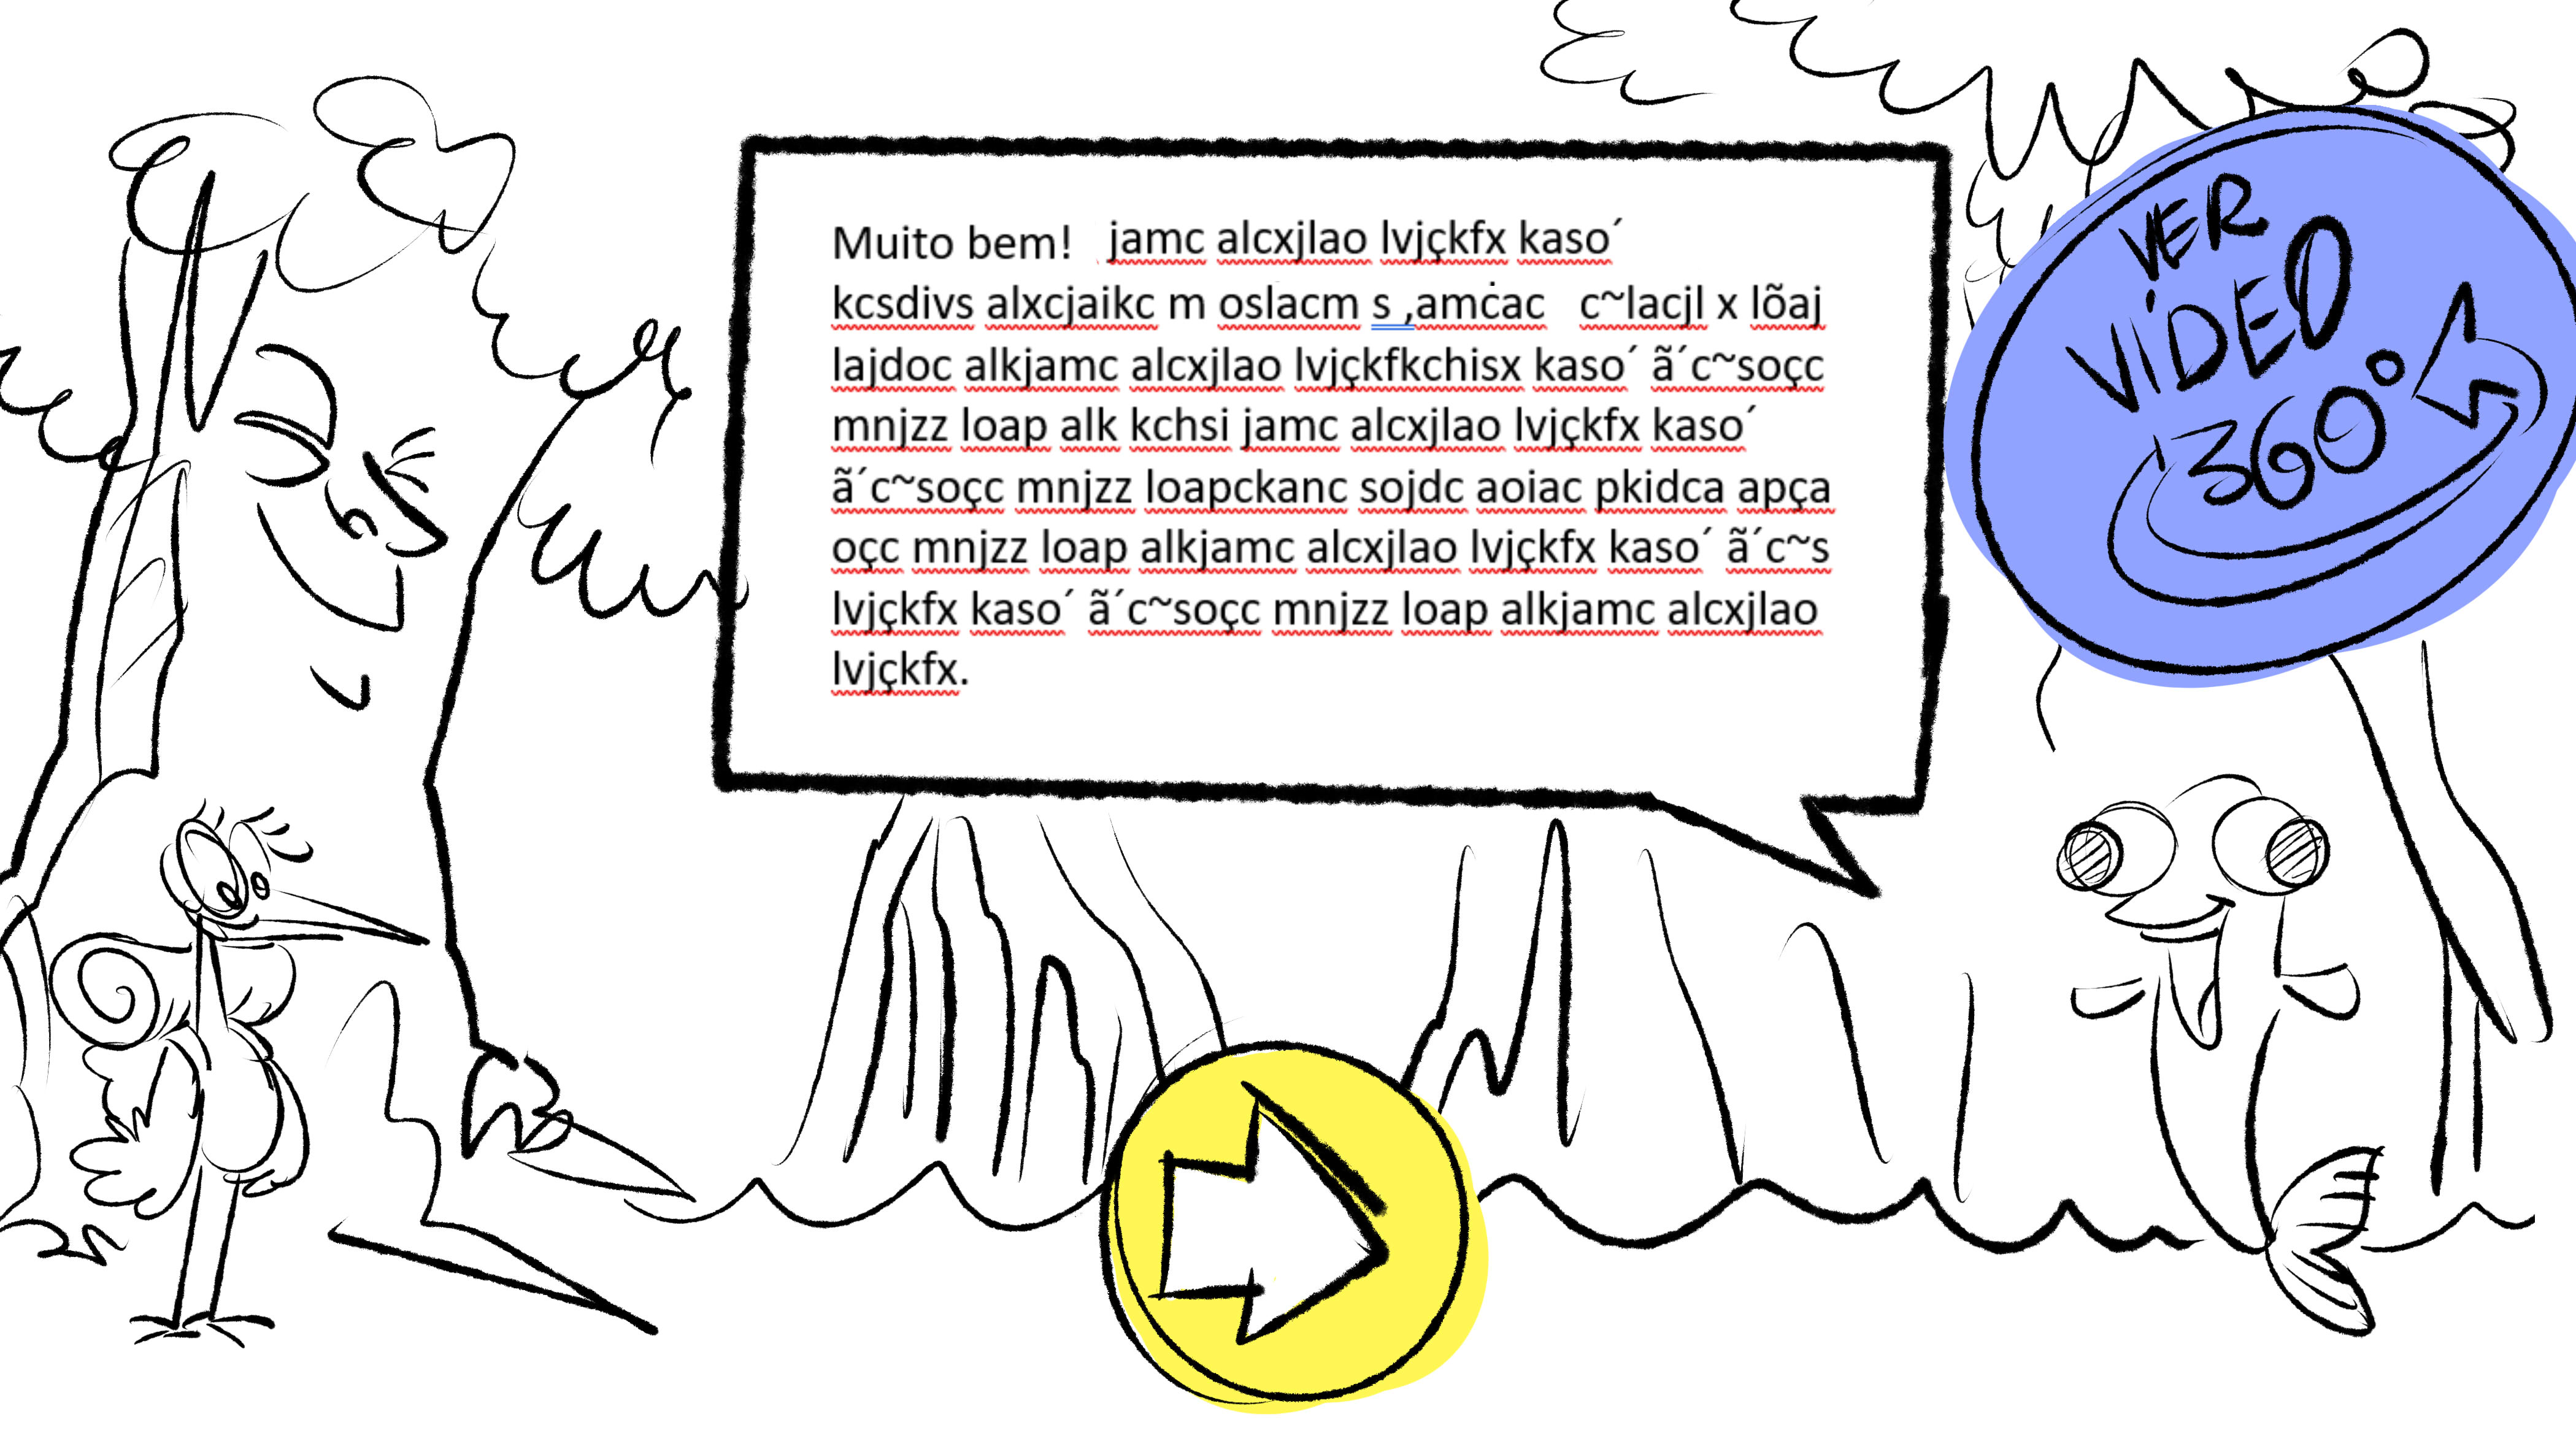 Muito bem! jamc alcxjlao lvjçkfx kaso´
kcsdivs alxcjaikc m oslacm s ,amċac c~lacjl x lõaj
lajdoc alkjamc alcxjlao lvjçkfkchisx kaso´ ã´c~soçc
mnjzz loap alk kchsi jamc alcxjlao lvjçkfx kaso´
ã´c~soçc mnjzz loapckanc sojdc aoiac pkidca apça
oçc mnjzz loap alkjamc alcxjlao lvjçkfx kaso´ ã´c~s
lvjçkfx kaso´ ã´c~soçc mnjzz loap alkjamc alcxjlao
lvjçkfx.
VER
VíDEO
360°